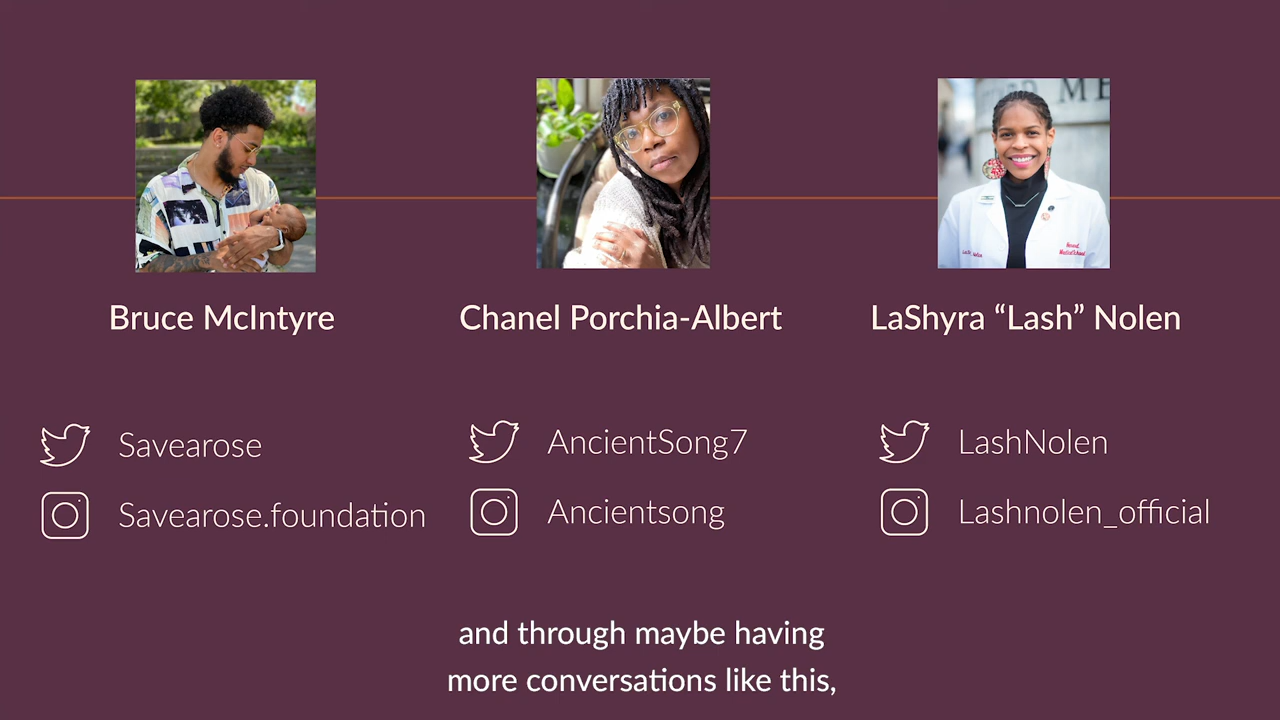 Bruce McIntyre
Chanel Porchia-Albert
LaShyra “Lash” Nolen
Savearose
Savearose.foundation
AncientSong7
Ancientsong
LashNolen
Lashnolen_official
and through maybe having
more conversations like this,